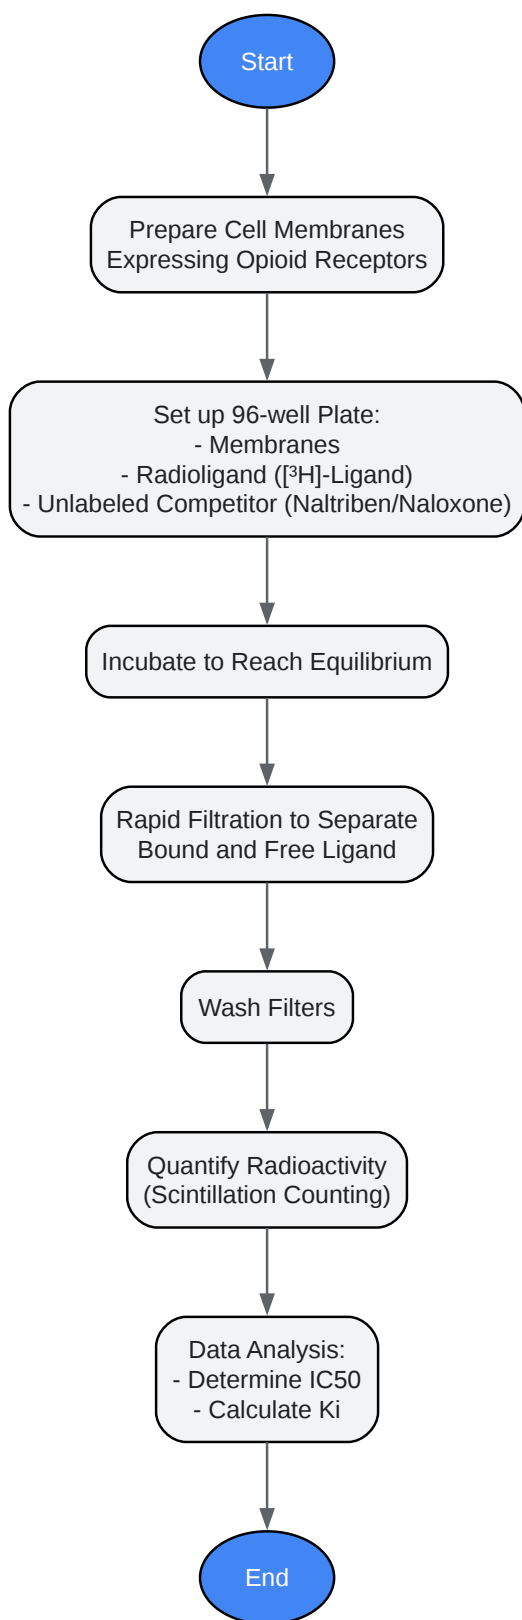 Start
Prepare Cell Membranes
Expressing Opioid Receptors
Set up 96-well Plate:
- Membranes
- Radioligand ([³H]-Ligand)
- Unlabeled Competitor (Naltriben/Naloxone)
Incubate to Reach Equilibrium
Rapid Filtration to Separate
Bound and Free Ligand
Wash Filters
Quantify Radioactivity
(Scintillation Counting)
Data Analysis:
- Determine IC50
- Calculate Ki
End